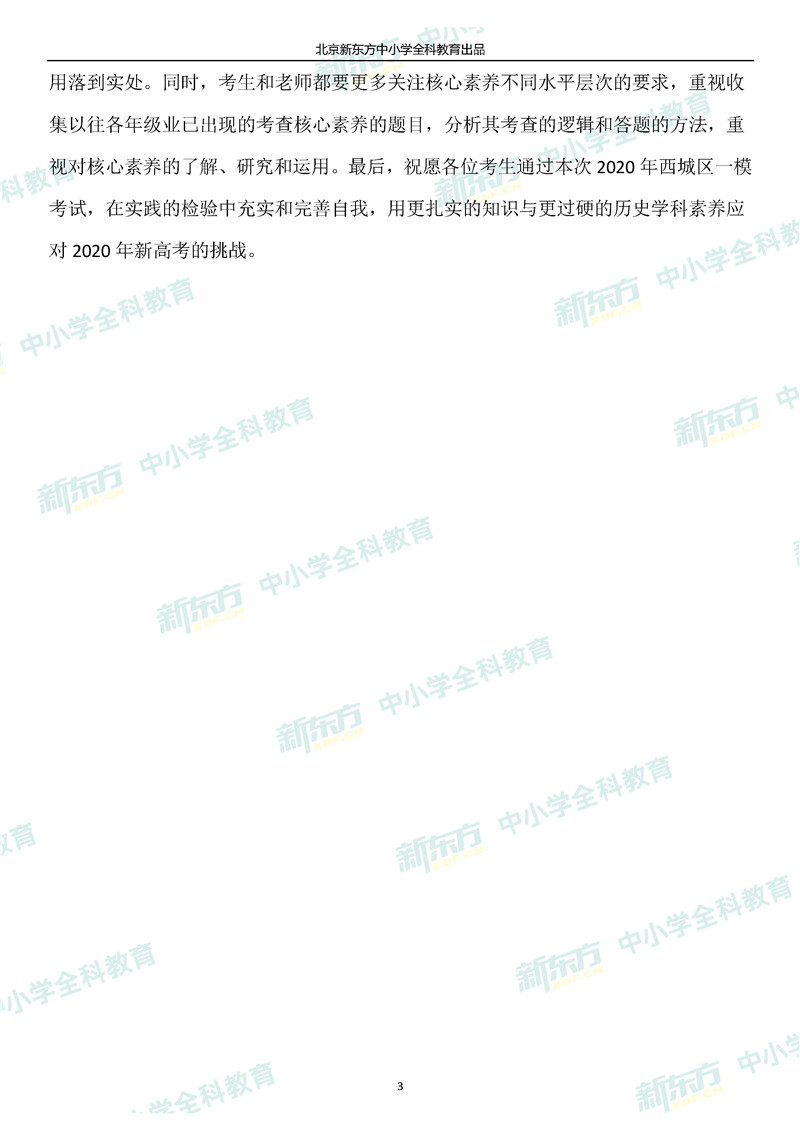 北京新东方中小学全科教育出品
用落到实处。同时，考生和老师都要更多关注核心素养不同水平层次的要求，重视收
集以往各年级业已出现的考查核心素养的题目，分析其考查的逻辑和答题的方法，重
视对核心素养的了解、研究和运用。最后，祝愿各位考生通过本次 2020 年西城区一模
考试，在实践的检验中充实和完善自我，用更扎实的知识与更过硬的历史学科素养应
对 2020 年新高考的挑战。
新东方 XDF.CN 中小学全科教育
3